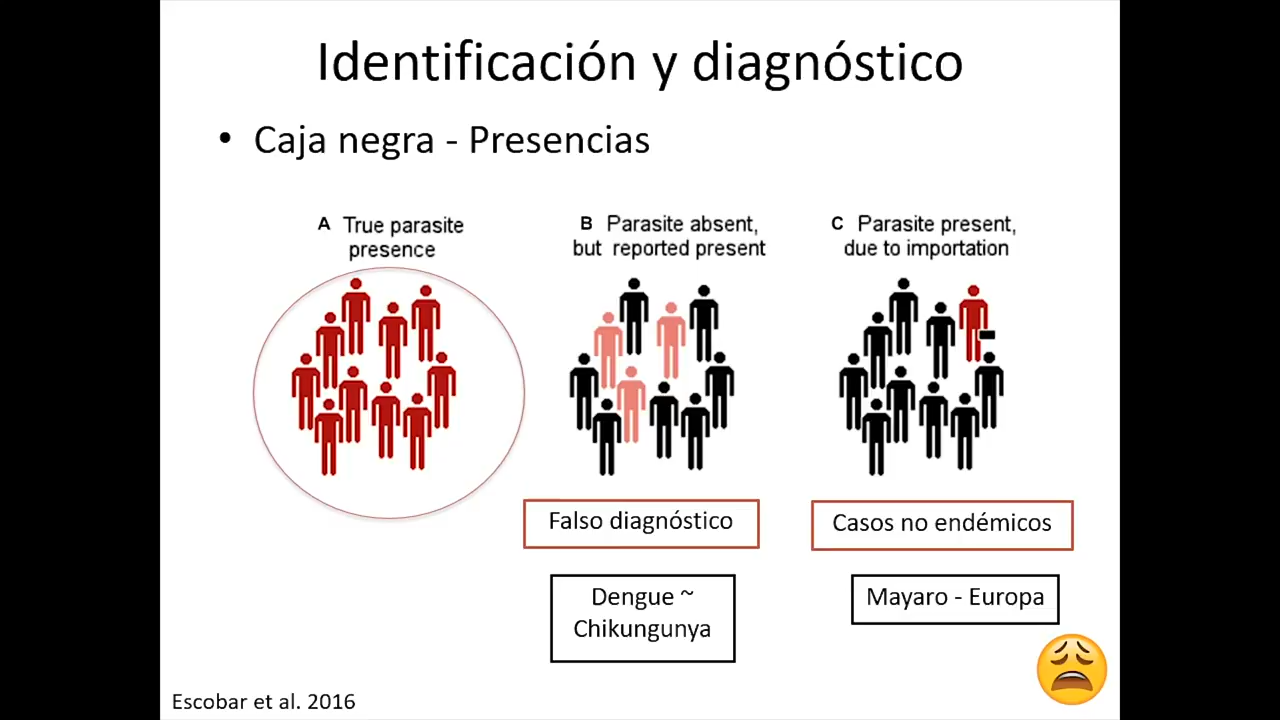 Identificación y diagnóstico
• Caja negra - Presencias
A True parasite
presence
B Parasite absent,
but reported present
C Parasite present,
due to importation
Falso diagnóstico
Casos no endémicos
Dengue ~
Chikungunya
Mayaro - Europa
Escobar et al. 2016